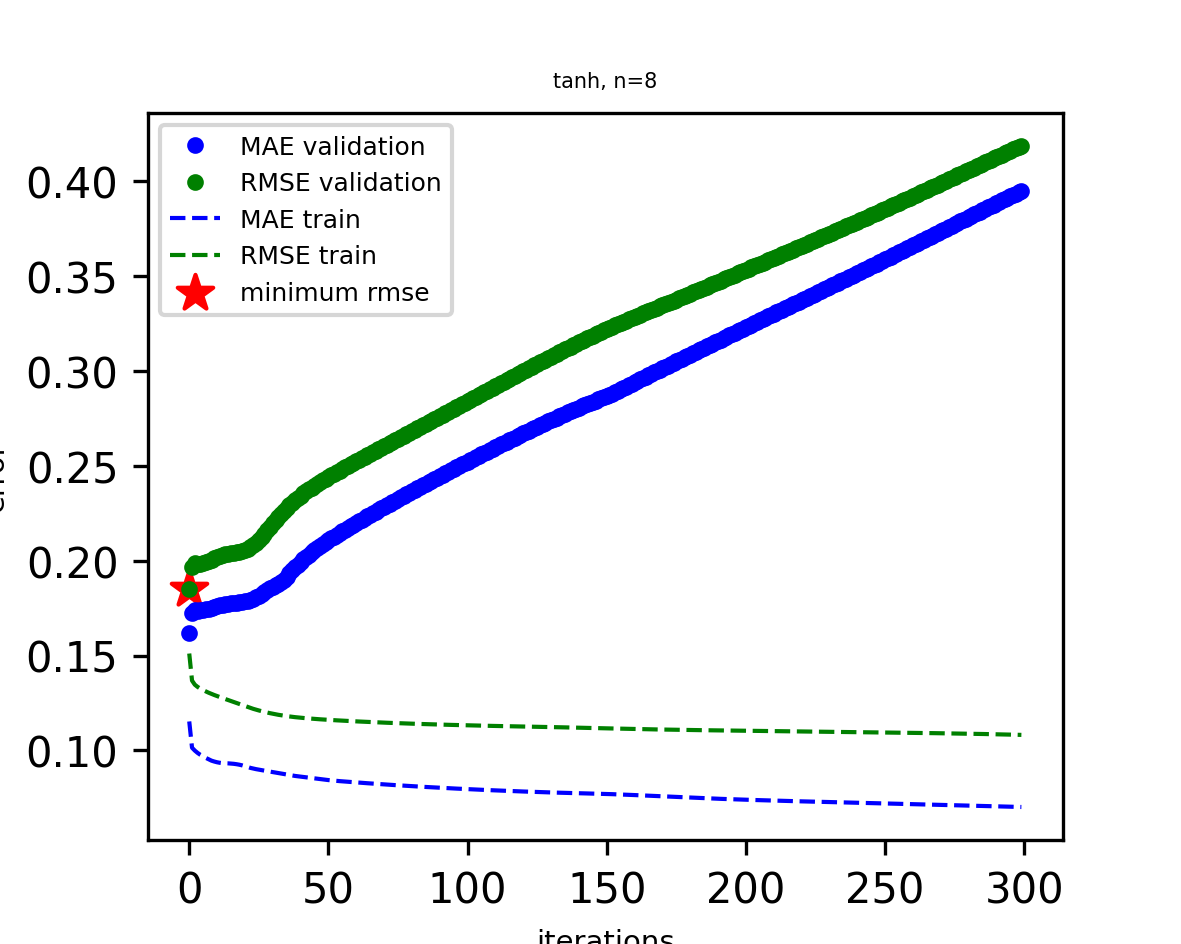 tanh, n=8
MAE validation
RMSE validation
MAE train
RMSE train
minimum rmse
0.40
0.35
0.30
0.25
0.20
0.15
0.10
0 50 100 150 200 250 300
iterations